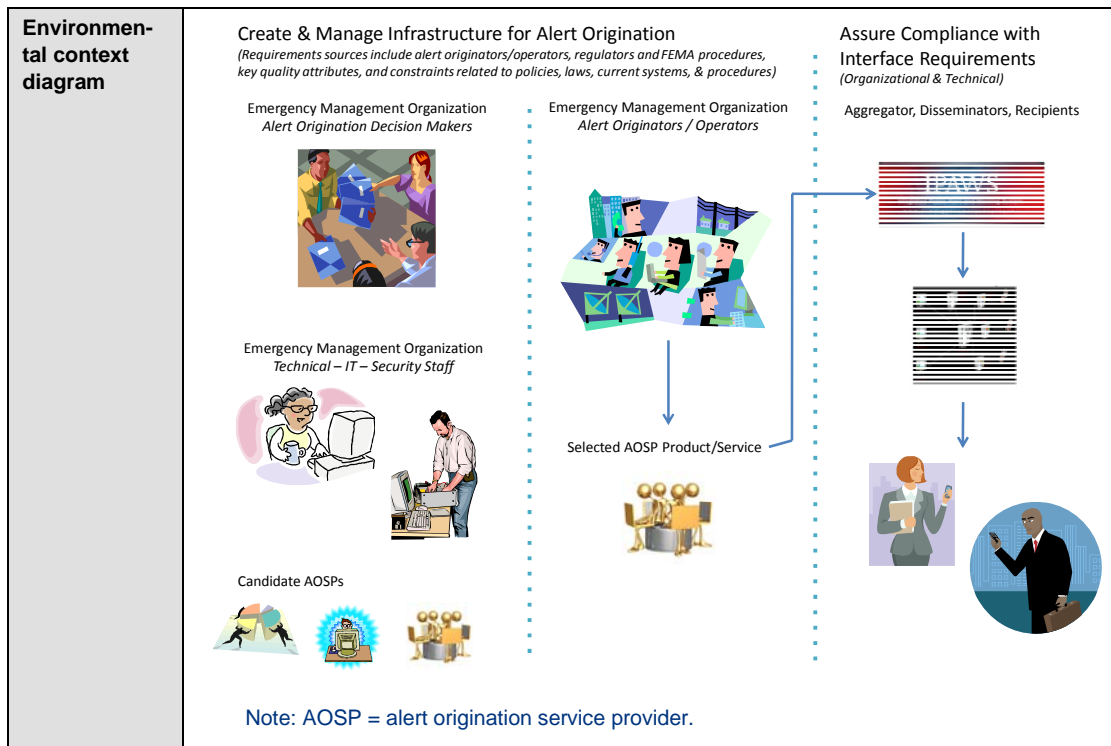 Environmen-
tal context
diagram
Create & Manage Infrastructure for Alert Origination
(Requirements sources include alert originators/operators, regulators and FEMA procedures,
key quality attributes, and constraints related to policies, laws, current systems, & procedures)
Assure Compliance with
Interface Requirements
(Organizational & Technical)
Emergency Management Organization
Alert Origination Decision Makers
Emergency Management Organization
Alert Originators / Operators
Aggregator, Disseminators, Recipients
IPAWS
Emergency Management Organization
Technical – IT – Security Staff
Selected AOSP Product/Service
Candidate AOSPs
Note: AOSP = alert origination service provider.